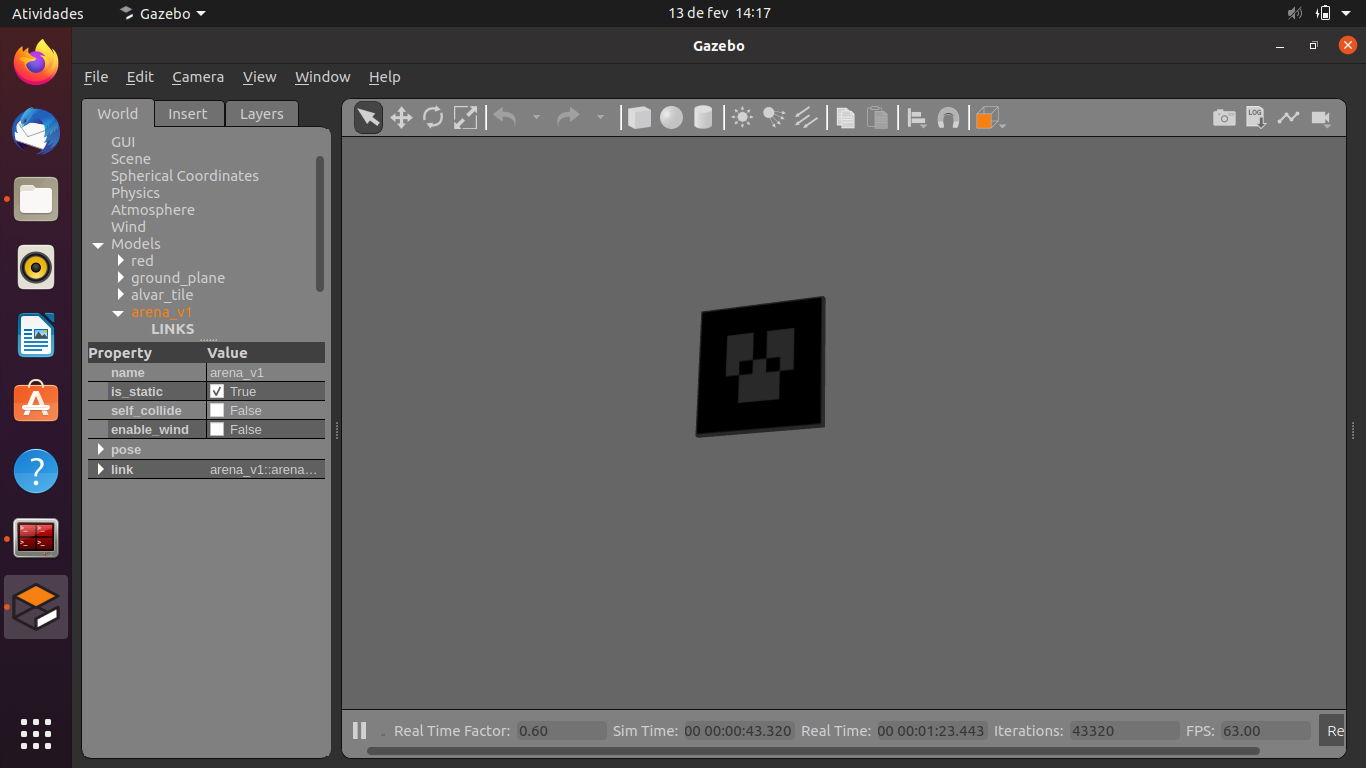 Atividades Gazebo 13 de fev 14:17
Gazebo
File Edit Camera View Window Help
World Insert Layers
LOG
GUI
Scene
Spherical Coordinates
Physics
Atmosphere
Wind
Models
red
ground_plane
alvar_tile
arena_v1
LINKS
Property Value
name arena_v1
is_static True
self_collide False
enable_wind False
pose
link arena_v1::arena…
Real Time Factor: 0.60 Sim Time: 00 00:00:43.320 Real Time: 00 00:01:23.443 Iterations: 43320 FPS: 63.00 Re